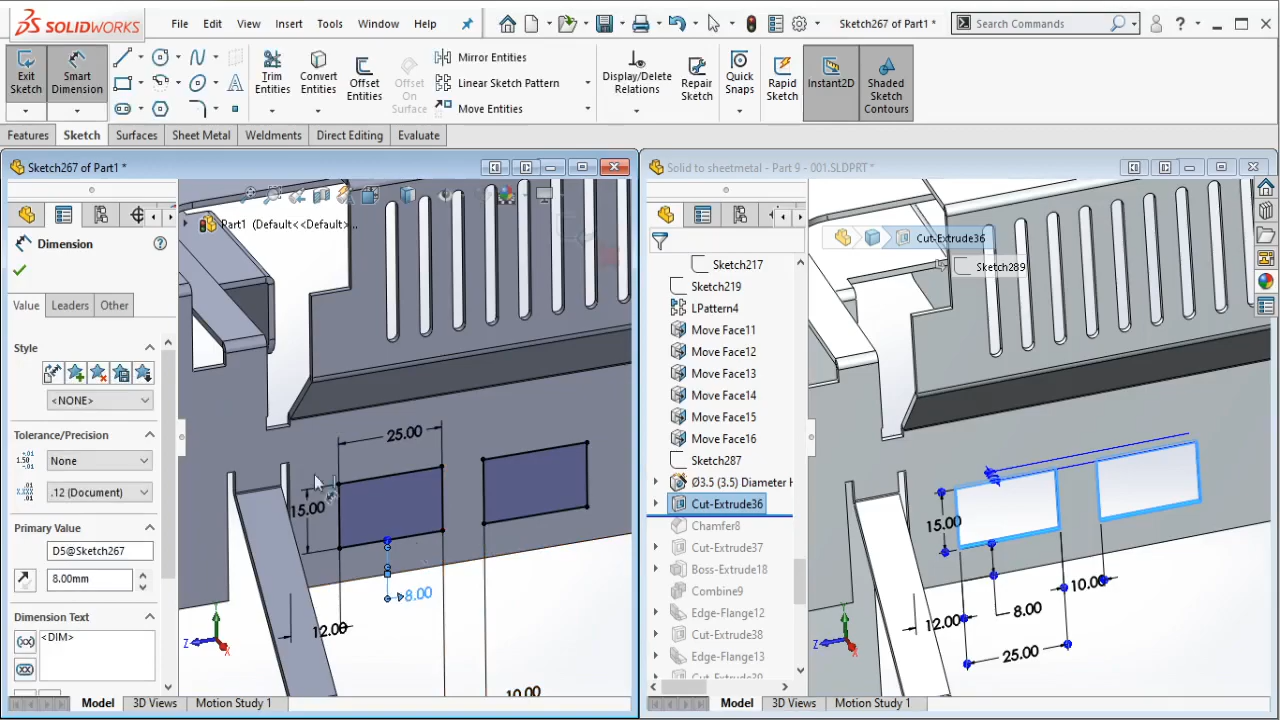 SOLIDWORKS
File Edit View Insert Tools Window Help
Sketch267 of Part1 *
Search Commands
?
Exit Sketch
Smart Dimension
Trim Entities
Convert Entities
Offset Entities
Offset On Surface
Mirror Entities
Linear Sketch Pattern
Move Entities
Display/Delete Relations
Repair Sketch
Quick Snaps
Rapid Sketch
Instant2D
Shaded Sketch Contours
Features Sketch Surfaces Sheet Metal Weldments Direct Editing Evaluate
Sketch267 of Part1 *
Dimension
?
Value Leaders Other
Style
<NONE>
Tolerance/Precision
1.50 +.01 -.01
None
.12 (Document)
Primary Value
D5@Sketch267
8.00mm
Dimension Text
<DIM>
(xx)
Part1 (Default<<Default>...
25.00
15.00
8.00
12.00
10.00
Z
X
Model 3D Views Motion Study 1
Solid to sheetmetal - Part 9 - 001.SLDPRT *
Sketch217
Sketch219
LPattern4
Move Face11
Move Face12
Move Face13
Move Face14
Move Face15
Move Face16
Sketch287
Ø3.5 (3.5) Diameter H
Cut-Extrude36
Chamfer8
Cut-Extrude37
Boss-Extrude18
Combine9
Edge-Flange12
Cut-Extrude38
Edge-Flange13
Cut-Extrude36
Sketch289
15.00
10.00
8.00
12.00
25.00
Z
X
Model 3D Views Motion Study 1